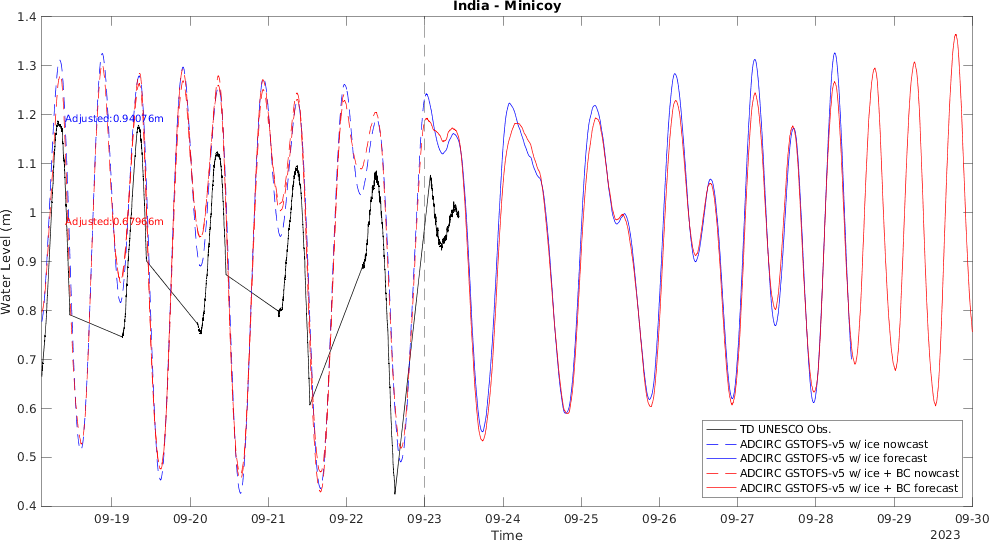 India - Minicoy
Water Level (m)
1.4
1.3
1.2
1.1
1
0.9
0.8
0.7
0.6
0.5
0.4
Adjusted:0.94076m
Adjusted:0.67966m
TD UNESCO Obs.
ADCIRC GSTOFS-v5 w/ ice nowcast
ADCIRC GSTOFS-v5 w/ ice forecast
ADCIRC GSTOFS-v5 w/ ice + BC nowcast
ADCIRC GSTOFS-v5 w/ ice + BC forecast
09-19 09-20 09-21 09-22 09-23 09-24 09-25 09-26 09-27 09-28 09-29 09-30
Time
2023